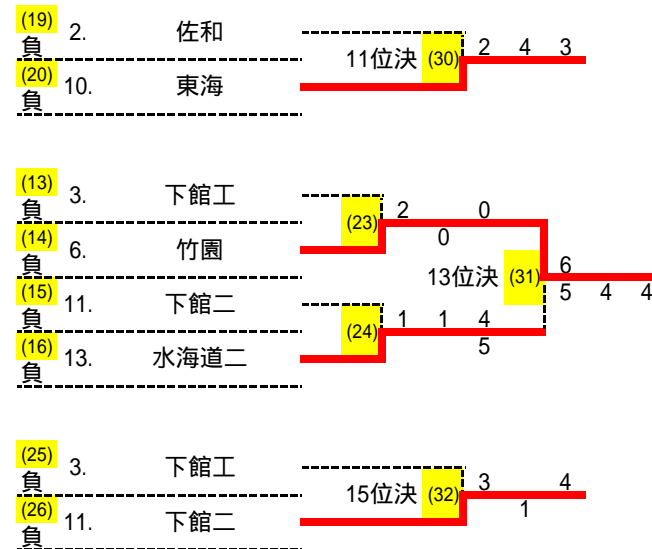 (19)負 2. 佐和
11位決 (30) 2 4 3
(20)負 10. 東海
(13)負 3. 下館工
(23) 2 0
0
(14)負 6. 竹園
13位決 (31) 6
5 4 4
(15)負 11. 下館二
(24) 1 1 4
5
(16)負 13. 水海道二
(25)負 3. 下館工
15位決 (32) 3 4
1
(26)負 11. 下館二